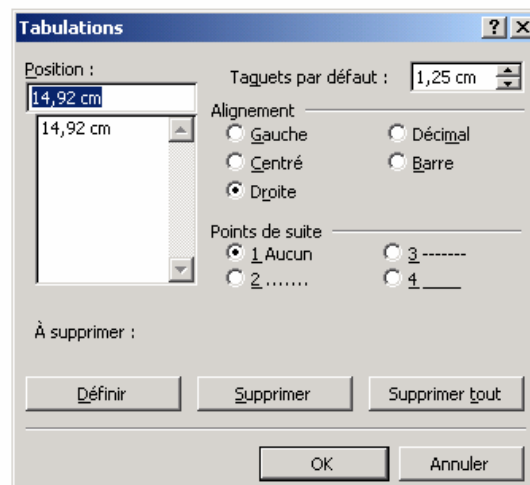 Tabulations
Position :
Taquets par défaut :
1,25 cm
14,92 cm
14,92 cm
Alignement
Gauche
Décimal
Centré
Barre
Droite
Points de suite
1 Aucun
3 -------
2 .......
4 ____
À supprimer :
Définir
Supprimer
Supprimer tout
OK
Annuler